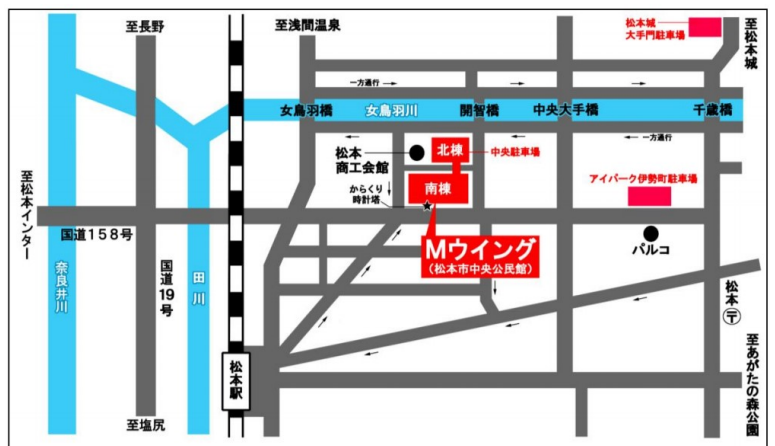 至長野
至浅間温泉
松本城
大手門駐車場
至松本城
一方通行
女鳥羽橋
女鳥羽川
開智橋
中央大手橋
千歳橋
一方通行
松本
商工会館
北棟
中央駐車場
至松本インター
からくり
時計塔
南棟
アイパーク伊勢町駐車場
国道158号
Mウイング
(松本市中央公民館)
パルコ
奈良井川
国道19号
田川
松本〒
松本駅
至あがたの森公園
至塩尻